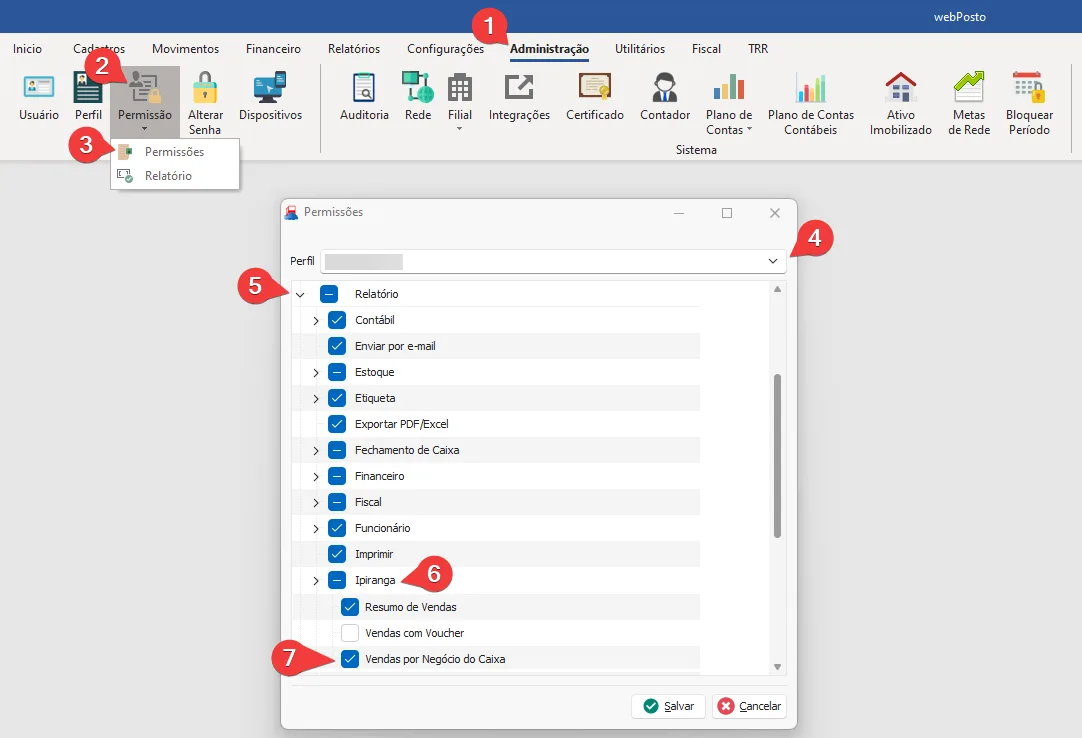 webPosto
1
Inicio Cadastros Movimentos Financeiro Relatórios Configurações Administração Utilitários Fiscal TRR
2
Usuário Perfil Permissão Alterar Senha Dispositivos Auditoria Rede Filial Integrações Certificado Contador Plano de Contas Plano de Contas Contábeis Ativo Imobilizado Metas de Rede Bloquear Período
Sistema
3
Permissões
Relatório
Permissões
4
Perfil
5
Relatório
Contábil
Enviar por e-mail
Estoque
Etiqueta
Exportar PDF/Excel
Fechamento de Caixa
Financeiro
Fiscal
Funcionário
Imprimir
Ipiranga
6
Resumo de Vendas
Vendas com Voucher
7
Vendas por Negócio do Caixa
Salvar Cancelar